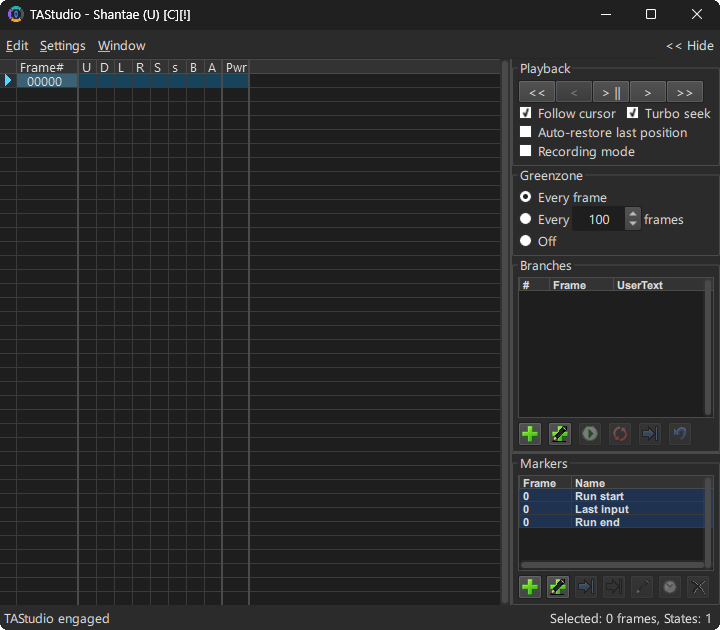 TAStudio - Shantae (U) [C][!]
Edit Settings Window << Hide
Frame# U D L R S s B A Pwr
00000
Playback
<< < > || > >>
Follow cursor Turbo seek
Auto-restore last position
Recording mode
Greenzone
Every frame
Every 100 frames
Off
Branches
# Frame UserText
Markers
Frame Name
0 Run start
0 Last input
0 Run end
TAStudio engaged Selected: 0 frames, States: 1